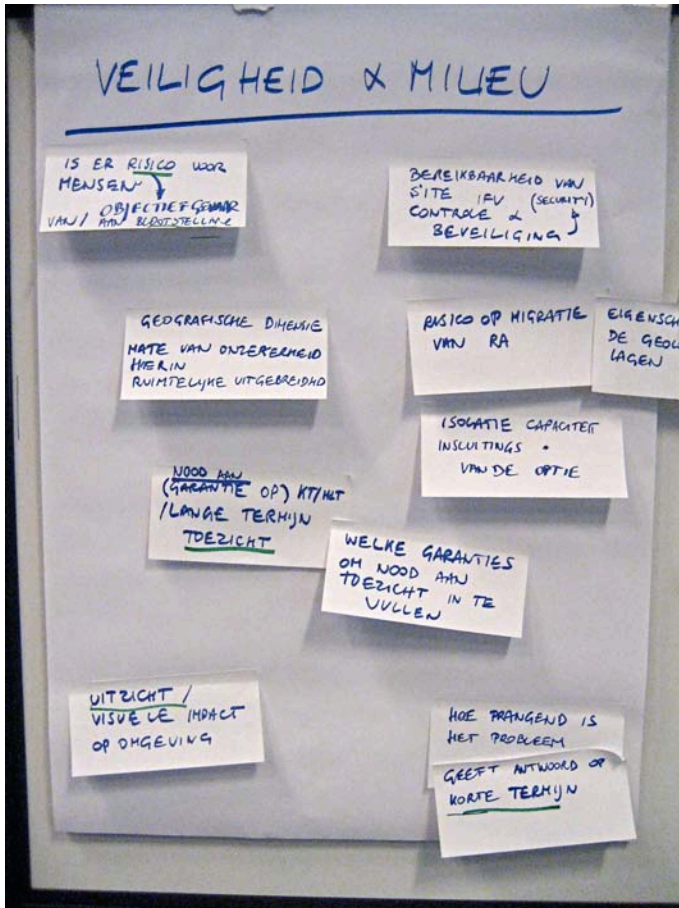 VEILIGHEID & MILIEU
IS ER RISICO VOOR
MENSEN
OBJECTIEF GEVAAR
VAN/ AAN BLOOTSTELLING
BEREIKBAARHEID VAN
SITE IFV (SECURITY)
CONTROLE &
BEVEILIGING
GEOGRAFISCHE DIMENSIE
MATE VAN ONZEKERHEID
HIERIN
RUIMTELIJKE UITGEBREIDHD
RISICO OP MIGRATIE
VAN RA
EIGENSCH
DE GEOL
LAGEN
ISOLATIE CAPACITEIT
INSLUITINGS
VAN DE OPTIE
NOOD AAN
(GARANTIE OP) KT/MLT
/LANGE TERMIJN
TOEZICHT
WELKE GARANTIES
OM NOOD AAN
TOEZICHT IN TE
VULLEN
UITZICHT /
VISUELE IMPACT
OP OMGEVING
HOE PRANGEND IS
HET PROBLEEM
GEEFT ANTWOORD OP
KORTE TERMIJN